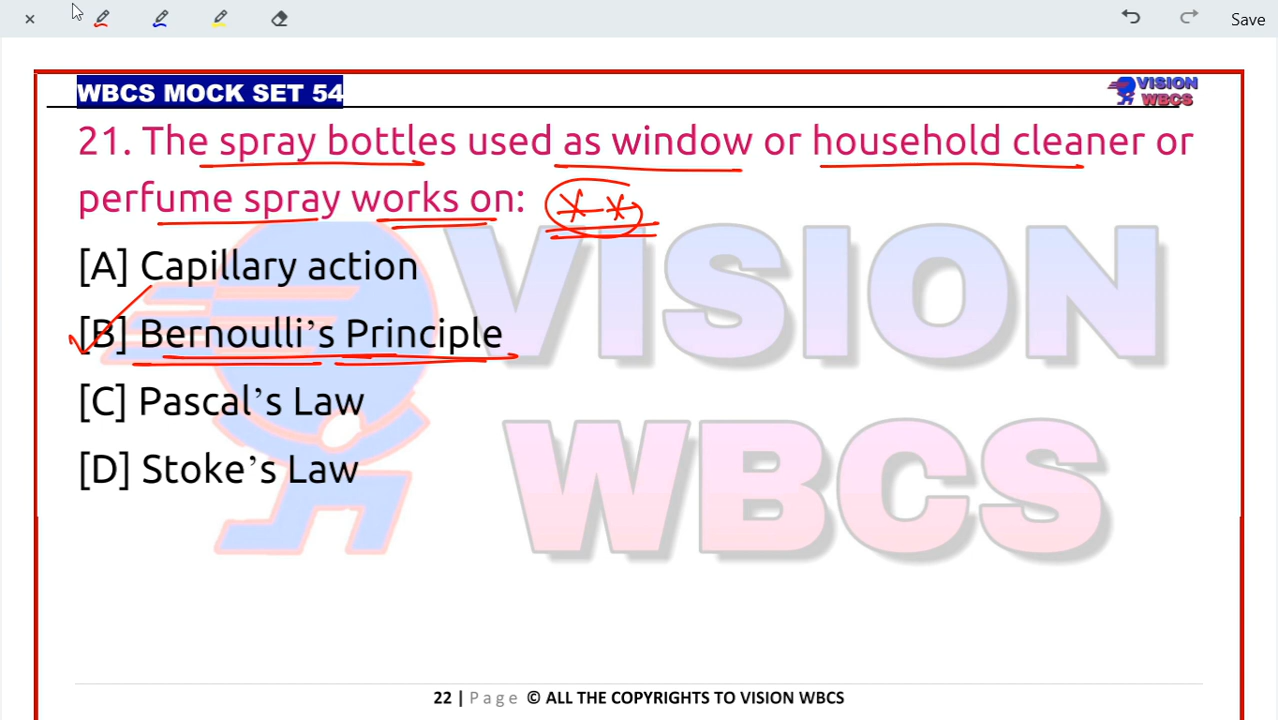 Save
WBCS MOCK SET 54
VISION
WBCS
21. The spray bottles used as window or household cleaner or
perfume spray works on:
[A] Capillary action
[B] Bernoulli’s Principle
[C] Pascal’s Law
[D] Stoke’s Law
VISION
WBCS
22 | Page © ALL THE COPYRIGHTS TO VISION WBCS